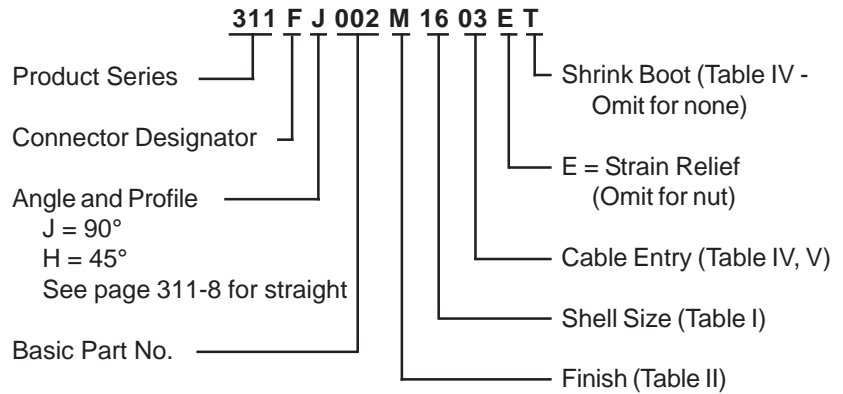 311 F J 002 M 16 03 E T
Product Series
Connector Designator
Angle and Profile
J = 90°
H = 45°
See page 311-8 for straight
Basic Part No.
Shrink Boot (Table IV -
Omit for none)
E = Strain Relief
(Omit for nut)
Cable Entry (Table IV, V)
Shell Size (Table I)
Finish (Table II)